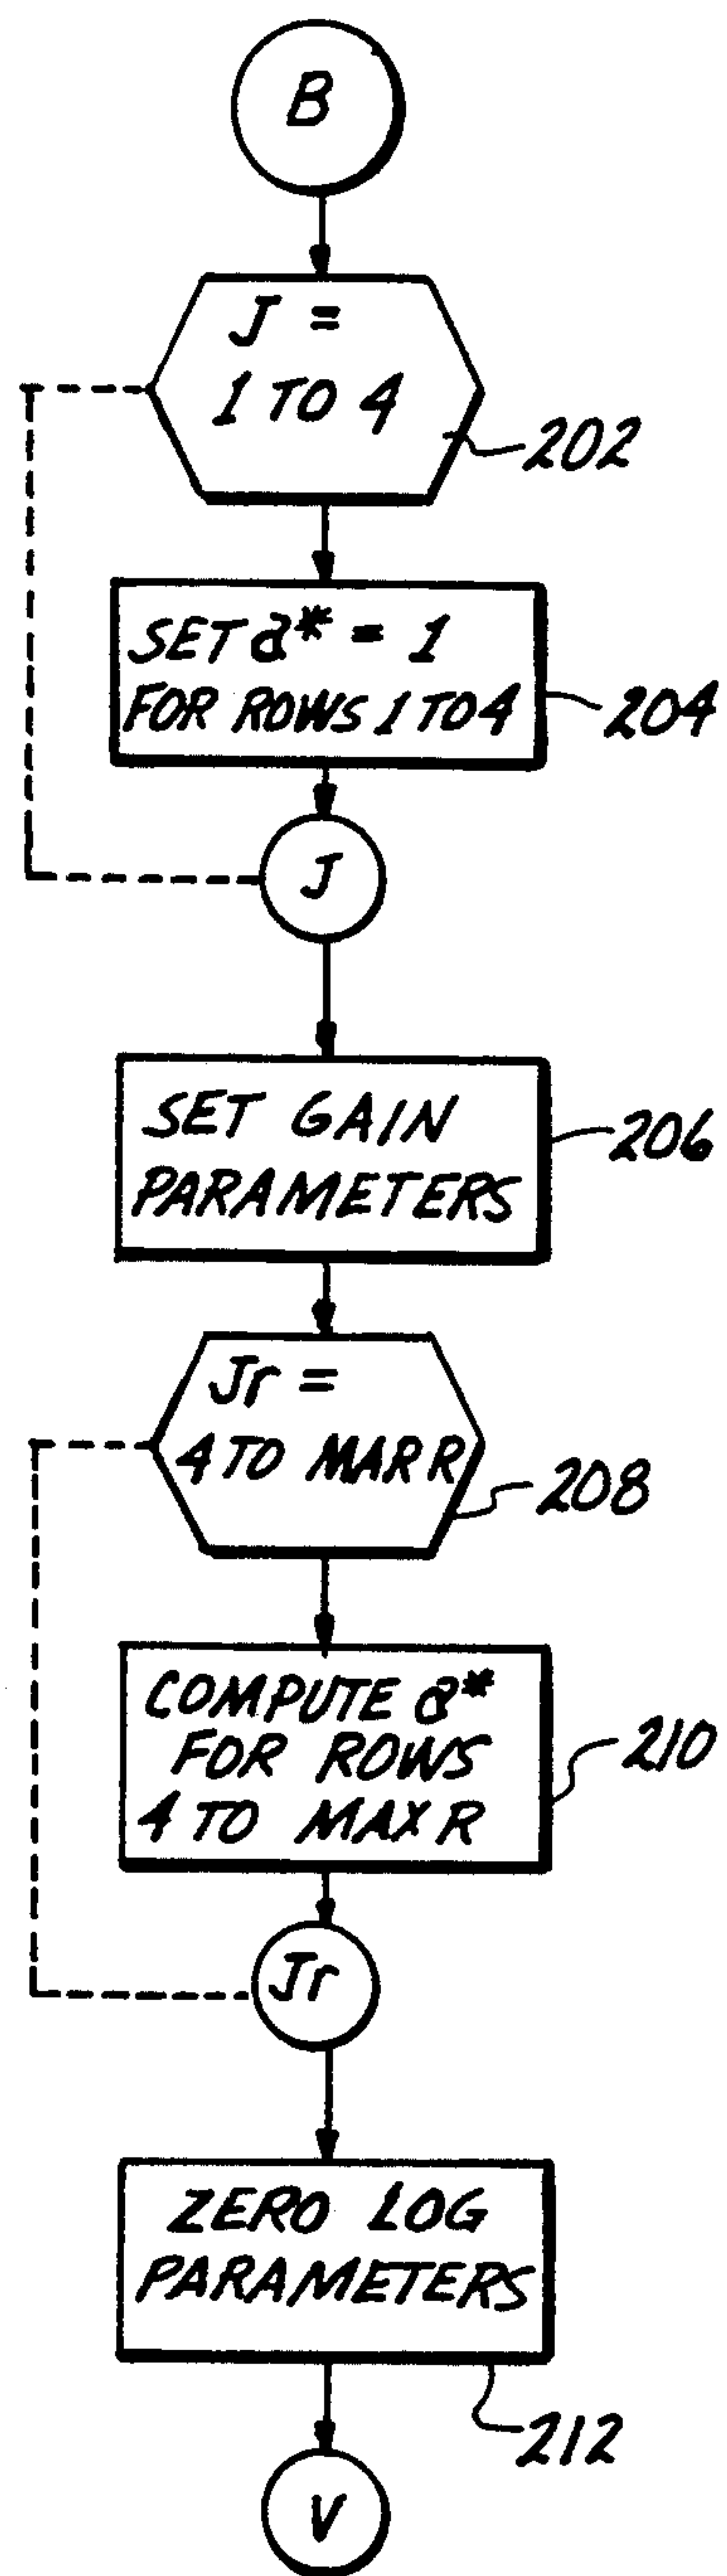 B
J =
1 TO 4
202
SET a* = 1
FOR ROWS 1 TO 4
204
J
SET GAIN
PARAMETERS
206
Jr =
4 TO MARR
208
COMPUTE a*
FOR ROWS
4 TO MAXR
210
Jr
ZERO LOG
PARAMETERS
212
V